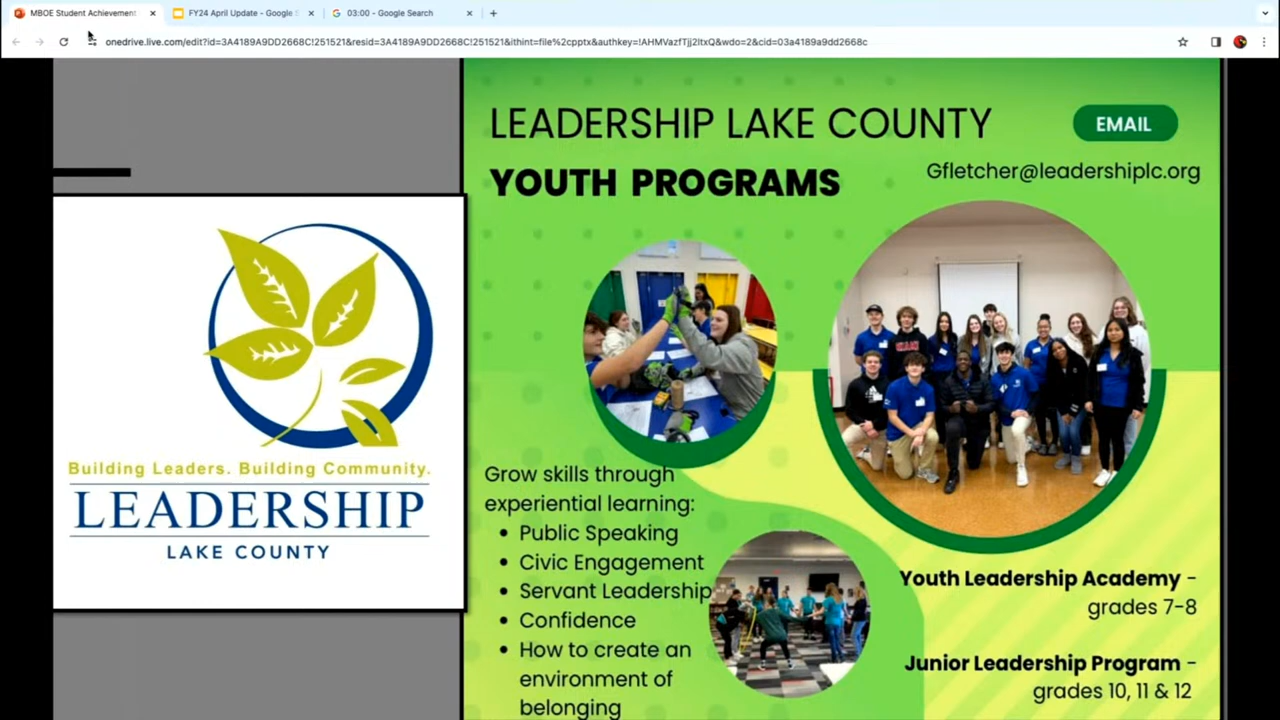 MBOE Student Achievement
FY24 April Update - Google S
03:00 - Google Search
onedrive.live.com/edit?id=3A4189A9DD2668C!251521&resid=3A4189A9DD2668C!251521&ithint=file%2cpptx&authkey=!AHMVazfTjj2ltxQ&wdo=2&cid=03a4189a9dd2668c
LEADERSHIP LAKE COUNTY
EMAIL
YOUTH PROGRAMS
Gfletcher@leadershiplc.org
Building Leaders. Building Community.
LEADERSHIP
LAKE COUNTY
Grow skills through
experiential learning:
• Public Speaking
• Civic Engagement
• Servant Leadership
• Confidence
• How to create an
environment of
belonging
Youth Leadership Academy -
grades 7-8
Junior Leadership Program -
grades 10, 11 & 12